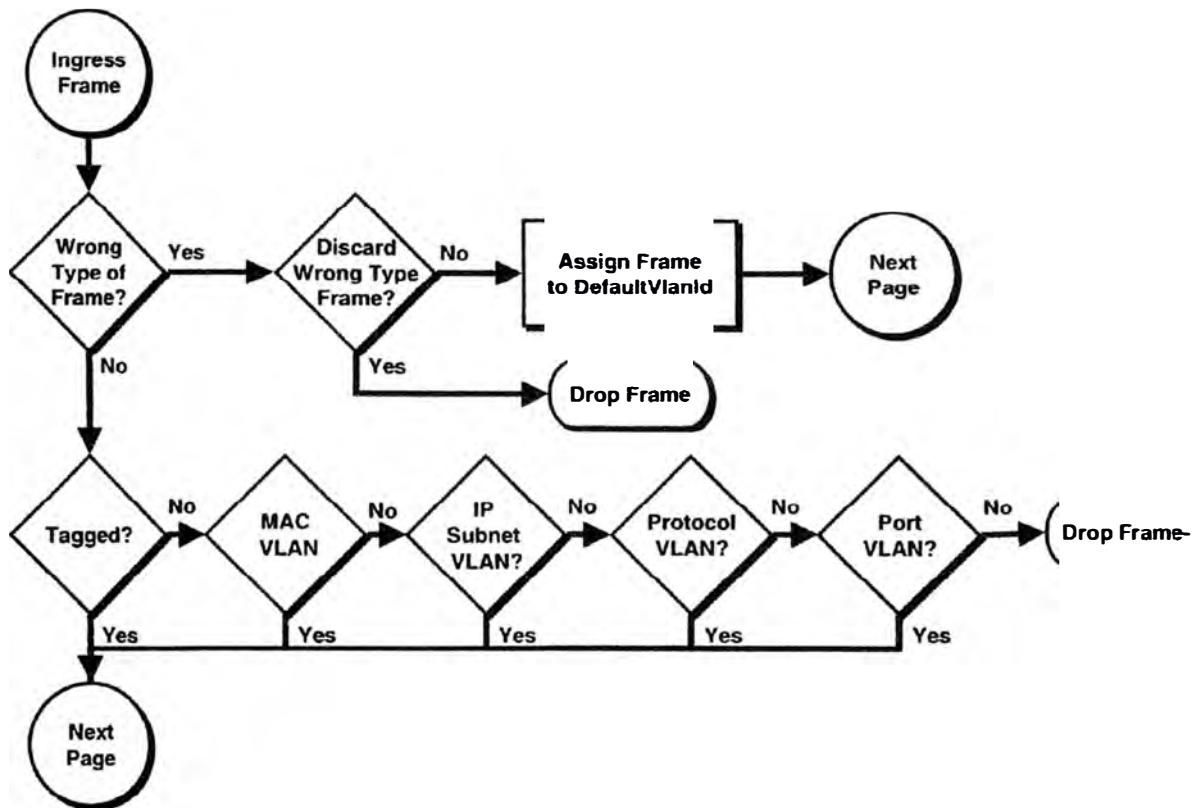 Ingress
Frame
Wrong
Type of
Frame?
Yes
Discard
Wrong Type
Frame?
No
Assign Frame
to DefaultVlanId
Next
Page
No
Yes
Drop Frame
Tagged?
No
MAC
VLAN
No
IP
Subnet
VLAN?
No
Protocol
VLAN?
No
Port
VLAN?
No
Drop Frame
Yes
Yes
Yes
Yes
Yes
Next
Page